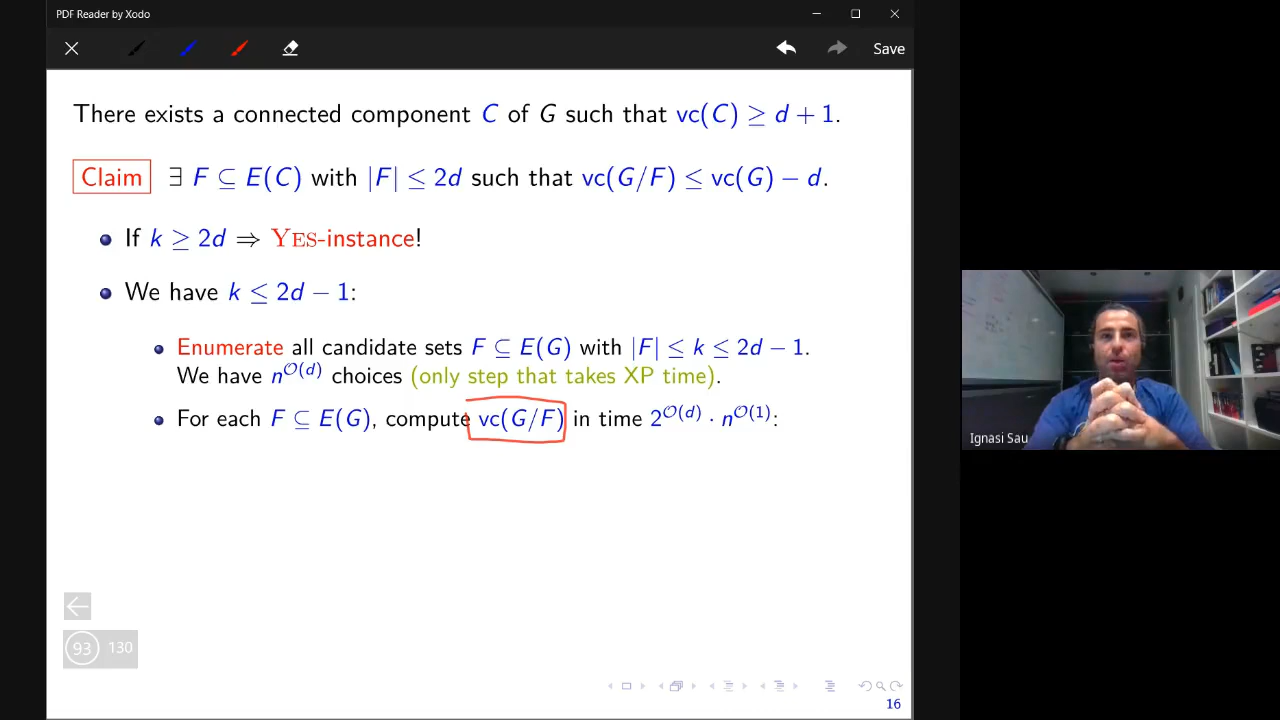 PDF Reader by Xodo
Save
There exists a connected component C of G such that vc(C) ≥ d + 1.
Claim ∃ F ⊆ E(C) with |F| ≤ 2d such that vc(G/F) ≤ vc(G) − d.
If k ≥ 2d ⇒ YES-instance!
We have k ≤ 2d − 1:
Enumerate all candidate sets F ⊆ E(G) with |F| ≤ k ≤ 2d − 1.
We have n^O(d) choices (only step that takes XP time).
For each F ⊆ E(G), compute vc(G/F) in time 2^O(d) · n^O(1):
Ignasi Sau
93 130
16